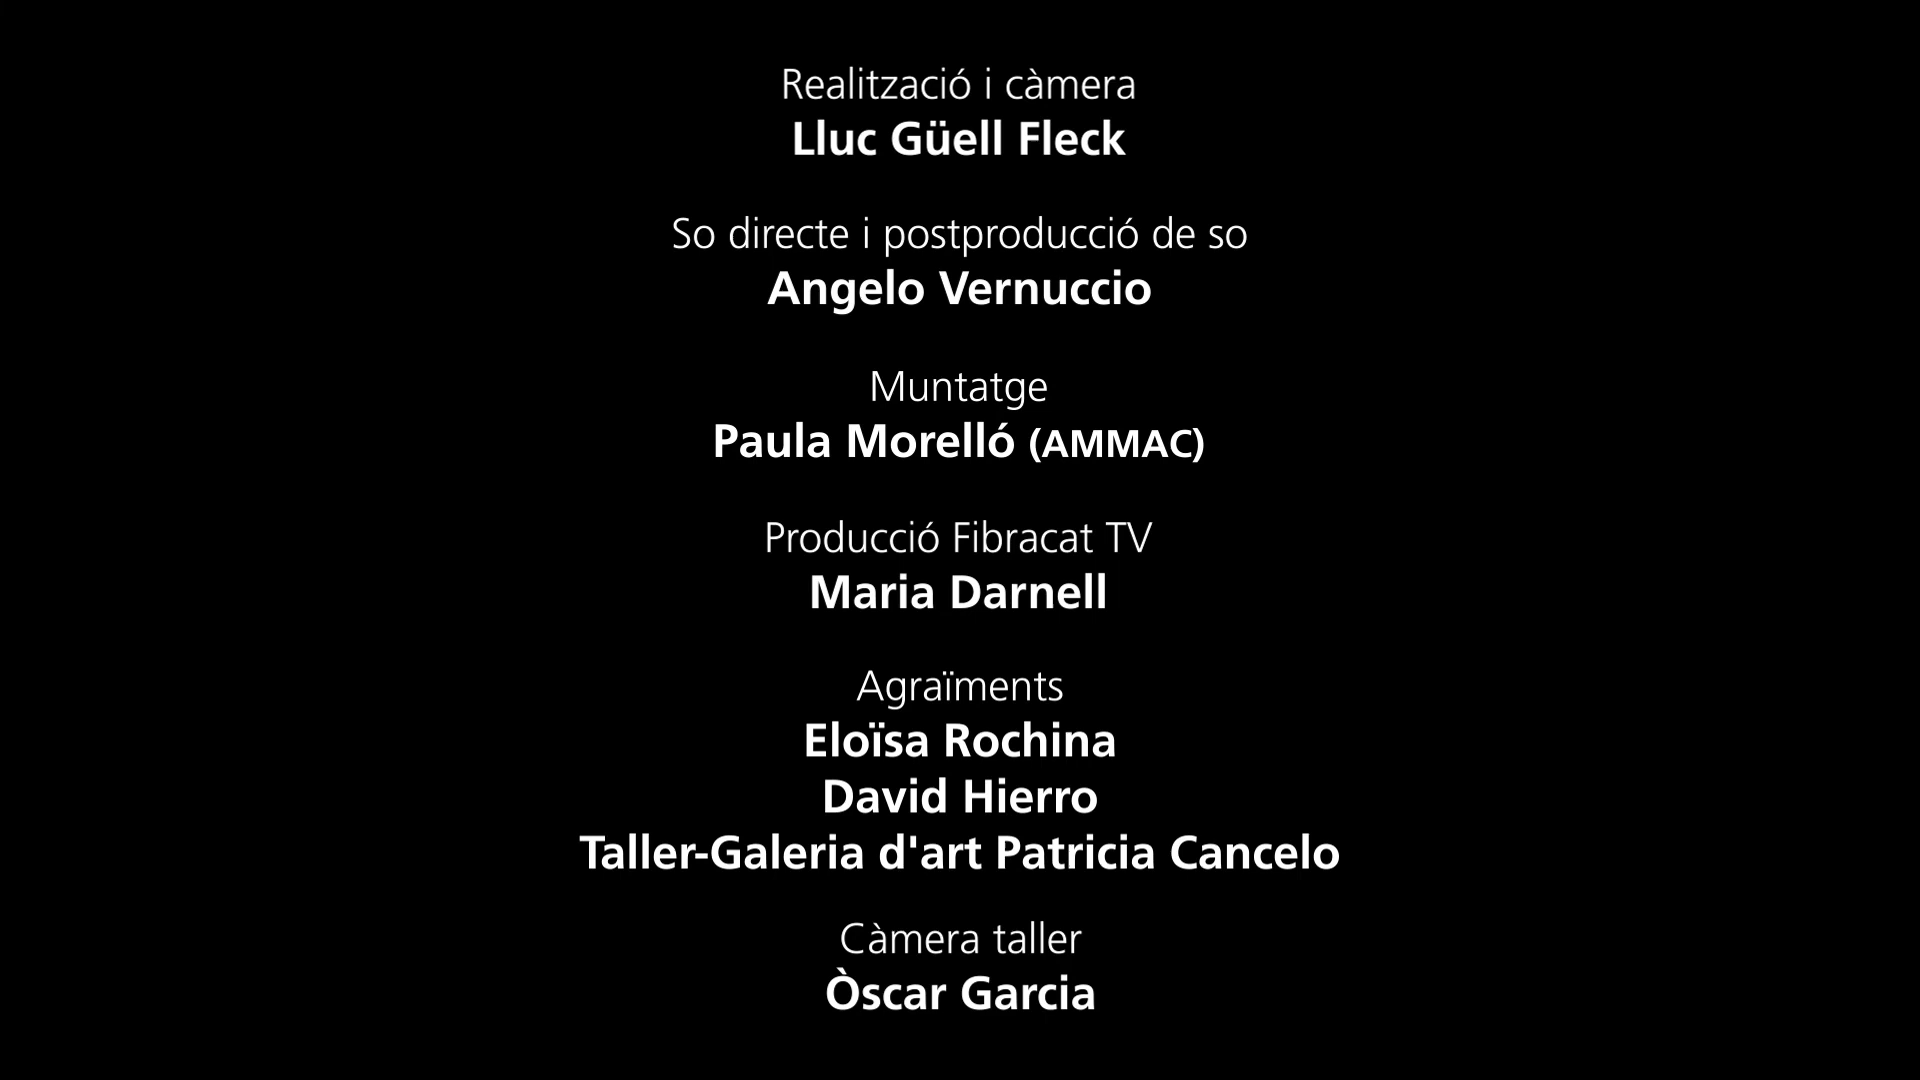 Realització i càmera
Lluc Güell Fleck
So directe i postproducció de so
Angelo Vernuccio
Muntatge
Paula Morelló (AMMAC)
Producció Fibracat TV
Maria Darnell
Agraïments
Eloïsa Rochina
David Hierro
Taller-Galeria d'art Patricia Cancelo
Càmera taller
Òscar Garcia